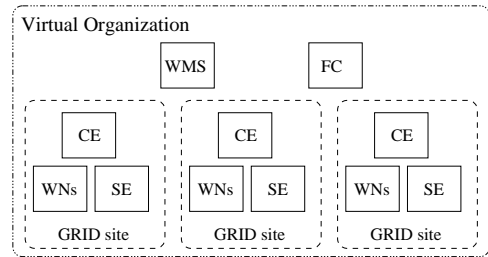 Virtual Organization
WMS FC
CE CE CE
WNs SE WNs SE WNs SE
GRID site GRID site GRID site